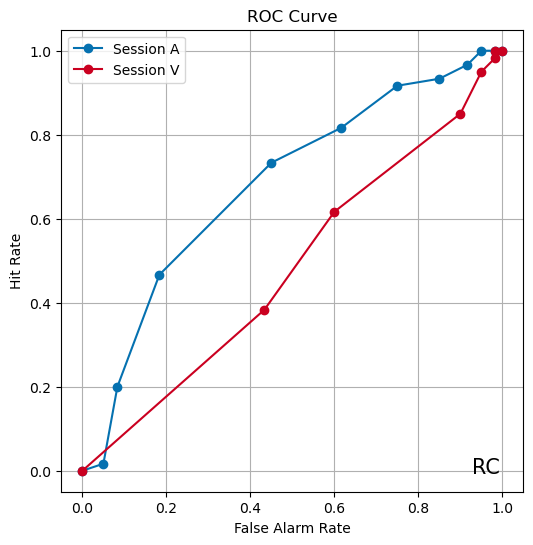 ROC Curve
Session A
Session V
Hit Rate
1.0
0.8
0.6
0.4
0.2
0.0
RC
0.0 0.2 0.4 0.6 0.8 1.0
False Alarm Rate